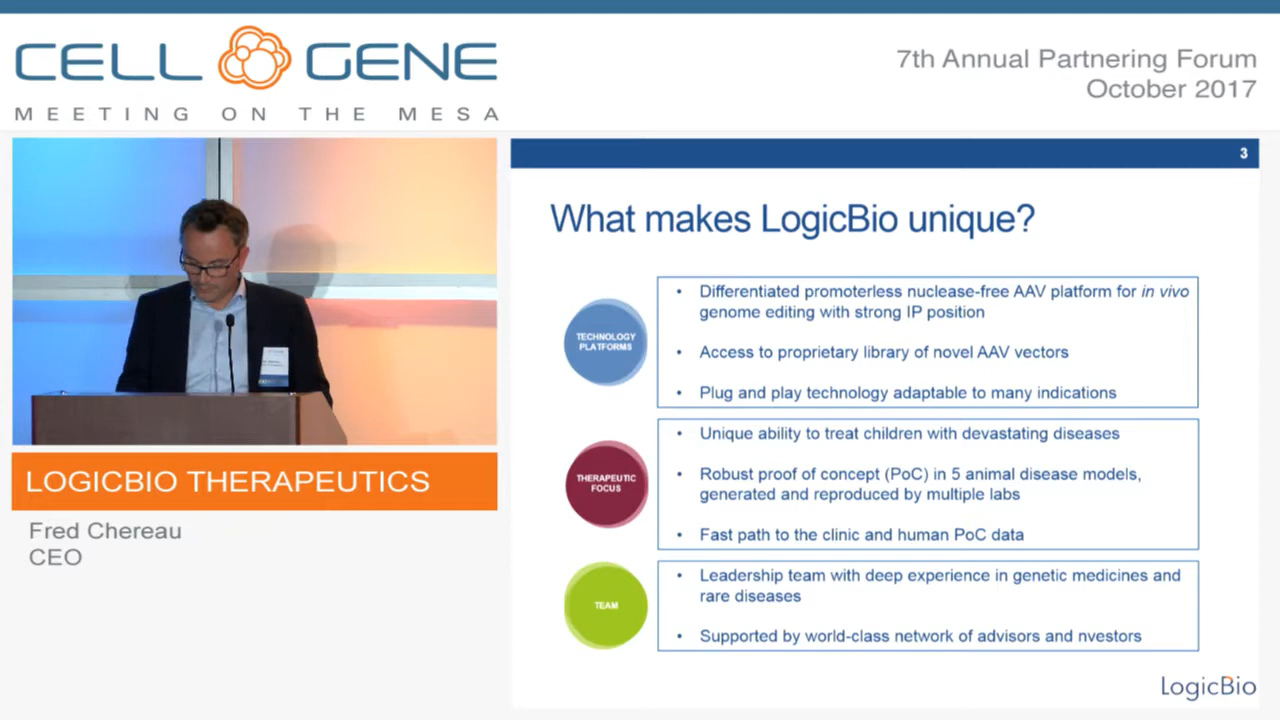 CELL GENE
MEETING ON THE MESA
7th Annual Partnering Forum
October 2017
3
What makes LogicBio unique?
TECHNOLOGY
PLATFORMS
• Differentiated promoterless nuclease-free AAV platform for in vivo
genome editing with strong IP position
• Access to proprietary library of novel AAV vectors
• Plug and play technology adaptable to many indications
THERAPEUTIC
FOCUS
• Unique ability to treat children with devastating diseases
• Robust proof of concept (PoC) in 5 animal disease models,
generated and reproduced by multiple labs
• Fast path to the clinic and human PoC data
TEAM
• Leadership team with deep experience in genetic medicines and
rare diseases
• Supported by world-class network of advisors and nvestors
LogicBio
LOGICBIO THERAPEUTICS
Fred Chereau
CEO